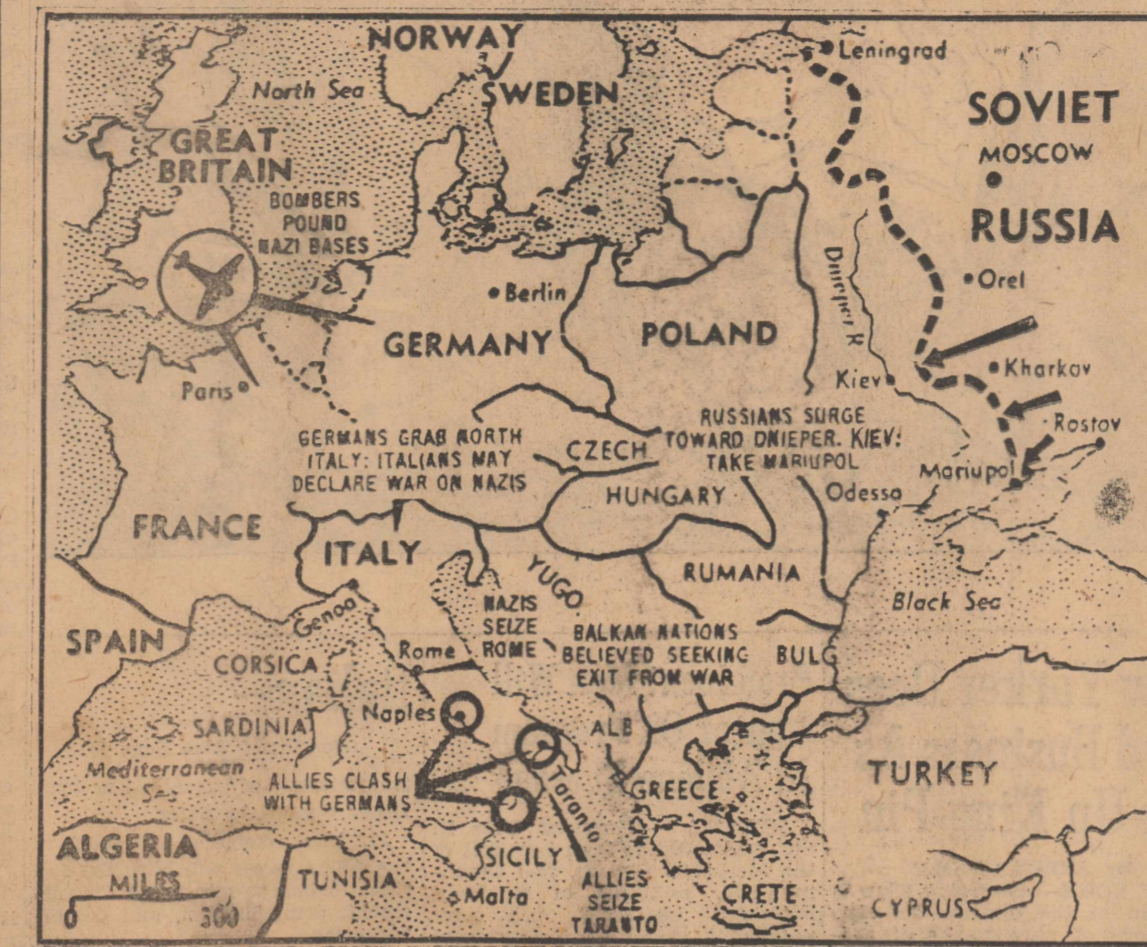 NORWAY
Leningrad
North Sea
SWEDEN
SOVIET
MOSCOW
RUSSIA
GREAT
BRITAIN
BOMBERS
POUND
NAZI BASES
Dnieper R
Orel
Berlin
GERMANY
POLAND
Paris
Kiev
Kharkov
Rostov
GERMANS GRAB NORTH
ITALY: ITALIANS MAY
DECLARE WAR ON NAZIS
CZECH
RUSSIANS SURGE
TOWARD DNIEPER, KIEV:
TAKE MARIUPOL
Mariupol
HUNGARY
Odessa
FRANCE
ITALY
YUGO.
RUMANIA
Black Sea
Genoa
NAZIS
SEIZE
ROME
SPAIN
CORSICA
Rome
BALKAN NATIONS
BELIEVED SEEKING
EXIT FROM WAR
BULG
SARDINIA
Naples
ALB
Mediterranean
Sea
ALLIES CLASH
WITH GERMANS
Taranto
GREECE
TURKEY
ALGERIA
MILES
0 300
TUNISIA
SICILY
Malta
ALLIES
SEIZE
TARANTO
CRETE
CYPRUS